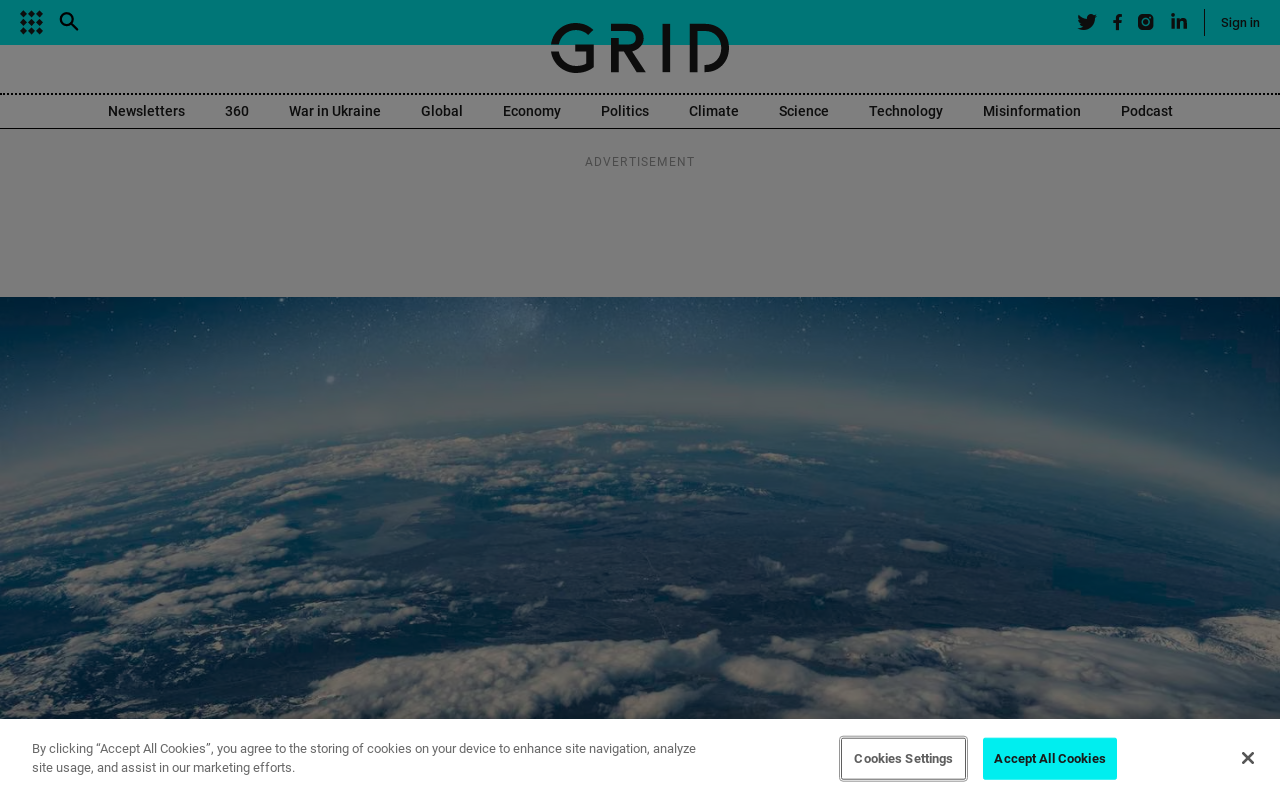 Sign in
GRID
Newsletters 360 War in Ukraine Global Economy Politics Climate Science Technology Misinformation Podcast
ADVERTISEMENT
By clicking “Accept All Cookies”, you agree to the storing of cookies on your device to enhance site navigation, analyze
site usage, and assist in our marketing efforts.
Cookies Settings
Accept All Cookies